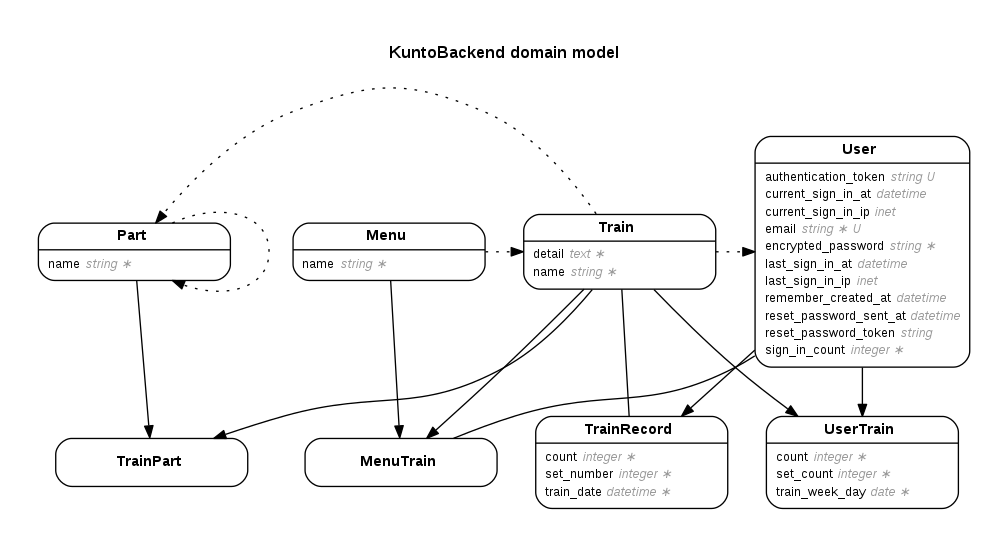 KuntoBackend domain model
User
authentication_token string U
current_sign_in_at datetime
current_sign_in_ip inet
email string ∗ U
encrypted_password string ∗
last_sign_in_at datetime
last_sign_in_ip inet
remember_created_at datetime
reset_password_sent_at datetime
reset_password_token string
sign_in_count integer ∗
Part
name string ∗
Menu
name string ∗
Train
detail text ∗
name string ∗
TrainPart
MenuTrain
TrainRecord
count integer ∗
set_number integer ∗
train_date datetime ∗
UserTrain
count integer ∗
set_count integer ∗
train_week_day date ∗